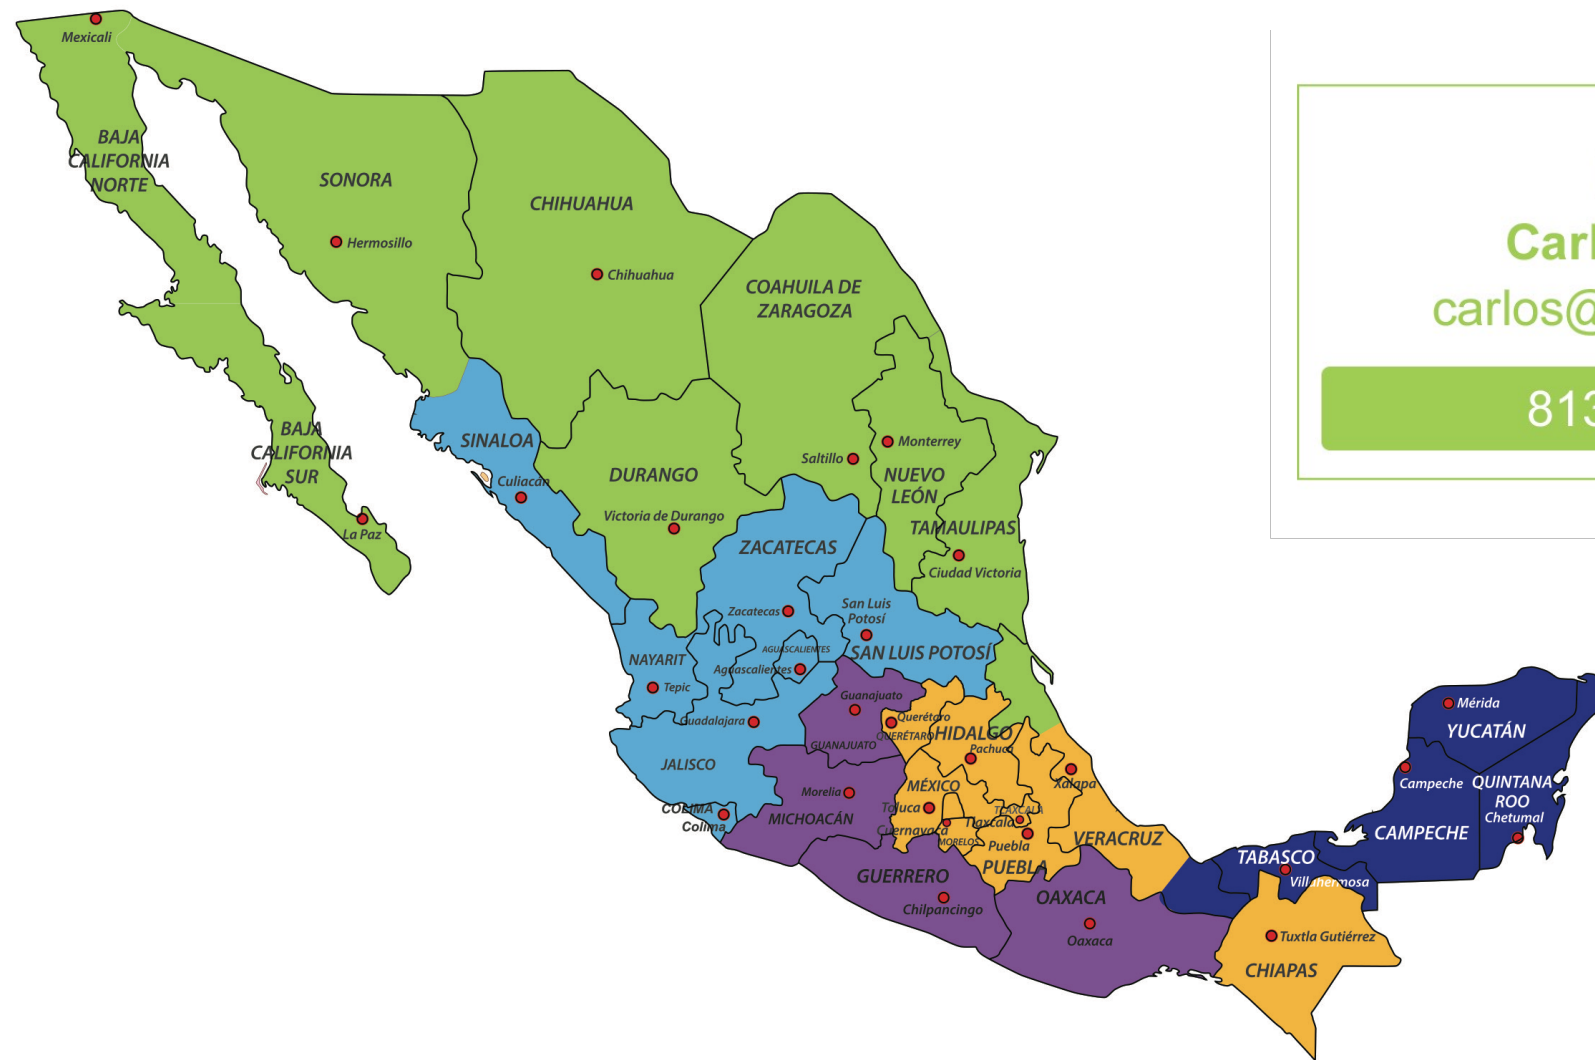 Mexicali
BAJA
CALIFORNIA
NORTE
SONORA
Hermosillo
CHIHUAHUA
Chihuahua
COAHUILA DE
ZARAGOZA
Carl
carlos@
813
BAJA
CALIFORNIA
SUR
La Paz
SINALOA
Culiacán
DURANGO
Victoria de Durango
Saltillo
Monterrey
NUEVO
LEÓN
TAMAULIPAS
Ciudad Victoria
ZACATECAS
Zacatecas
San Luis
Potosí
SAN LUIS POTOSÍ
AGUASCALIENTES
Aguascalientes
NAYARIT
Tepic
Guadalajara
JALISCO
COLIMA
Colima
Guanajuato
GUANAJUATO
Querétaro
QUERÉTARO
HIDALGO
Pachuca
Morelia
MICHOACÁN
MÉXICO
Toluca
Cuernavaca
MORELOS
TLAXCALA
Tlaxcala
Puebla
PUEBLA
Xalapa
VERACRUZ
GUERRERO
Chilpancingo
OAXACA
Oaxaca
TABASCO
Villahermosa
Tuxtla Gutiérrez
CHIAPAS
Mérida
YUCATÁN
Campeche
CAMPECHE
QUINTANA
ROO
Chetumal